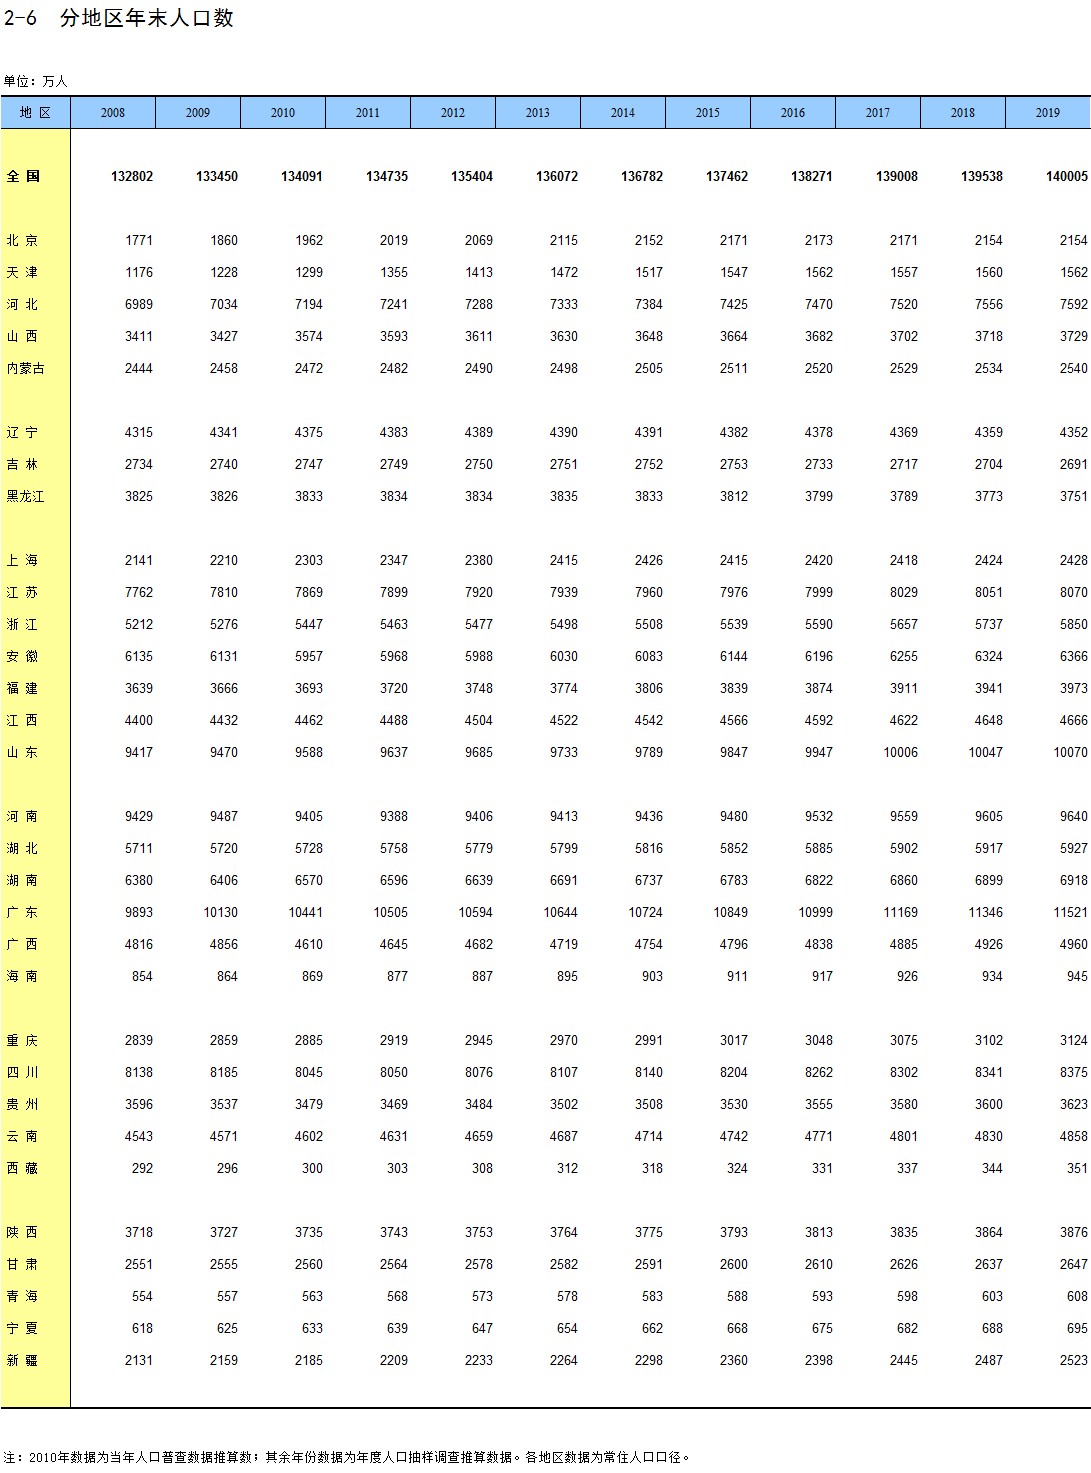 2-6 分地区年末人口数
单位：万人
地 区 2008 2009 2010 2011 2012 2013 2014 2015 2016 2017 2018 2019
全 国 132802 133450 134091 134735 135404 136072 136782 137462 138271 139008 139538 140005
北 京 1771 1860 1962 2019 2069 2115 2152 2171 2173 2171 2154 2154
天 津 1176 1228 1299 1355 1413 1472 1517 1547 1562 1557 1560 1562
河 北 6989 7034 7194 7241 7288 7333 7384 7425 7470 7520 7556 7592
山 西 3411 3427 3574 3593 3611 3630 3648 3664 3682 3702 3718 3729
内蒙古 2444 2458 2472 2482 2490 2498 2505 2511 2520 2529 2534 2540
辽 宁 4315 4341 4375 4383 4389 4390 4391 4382 4378 4369 4359 4352
吉 林 2734 2740 2747 2749 2750 2751 2752 2753 2733 2717 2704 2691
黑龙江 3825 3826 3833 3834 3834 3835 3833 3812 3799 3789 3773 3751
上 海 2141 2210 2303 2347 2380 2415 2426 2415 2420 2418 2424 2428
江 苏 7762 7810 7869 7899 7920 7939 7960 7976 7999 8029 8051 8070
浙 江 5212 5276 5447 5463 5477 5498 5508 5539 5590 5657 5737 5850
安 徽 6135 6131 5957 5968 5988 6030 6083 6144 6196 6255 6324 6366
福 建 3639 3666 3693 3720 3748 3774 3806 3839 3874 3911 3941 3973
江 西 4400 4432 4462 4488 4504 4522 4542 4566 4592 4622 4648 4666
山 东 9417 9470 9588 9637 9685 9733 9789 9847 9947 10006 10047 10070
河 南 9429 9487 9405 9388 9406 9413 9436 9480 9532 9559 9605 9640
湖 北 5711 5720 5728 5758 5779 5799 5816 5852 5885 5902 5917 5927
湖 南 6380 6406 6570 6596 6639 6691 6737 6783 6822 6860 6899 6918
广 东 9893 10130 10441 10505 10594 10644 10724 10849 10999 11169 11346 11521
广 西 4816 4856 4610 4645 4682 4719 4754 4796 4838 4885 4926 4960
海 南 854 864 869 877 887 895 903 911 917 926 934 945
重 庆 2839 2859 2885 2919 2945 2970 2991 3017 3048 3075 3102 3124
四 川 8138 8185 8045 8050 8076 8107 8140 8204 8262 8302 8341 8375
贵 州 3596 3537 3479 3469 3484 3502 3508 3530 3555 3580 3600 3623
云 南 4543 4571 4602 4631 4659 4687 4714 4742 4771 4801 4830 4858
西 藏 292 296 300 303 308 312 318 324 331 337 344 351
陕 西 3718 3727 3735 3743 3753 3764 3775 3793 3813 3835 3864 3876
甘 肃 2551 2555 2560 2564 2578 2582 2591 2600 2610 2626 2637 2647
青 海 554 557 563 568 573 578 583 588 593 598 603 608
宁 夏 618 625 633 639 647 654 662 668 675 682 688 695
新 疆 2131 2159 2185 2209 2233 2264 2298 2360 2398 2445 2487 2523
注：2010年数据为当年人口普查数据推算数；其余年份数据为年度人口抽样调查推算数据。各地区数据为常住人口口径。